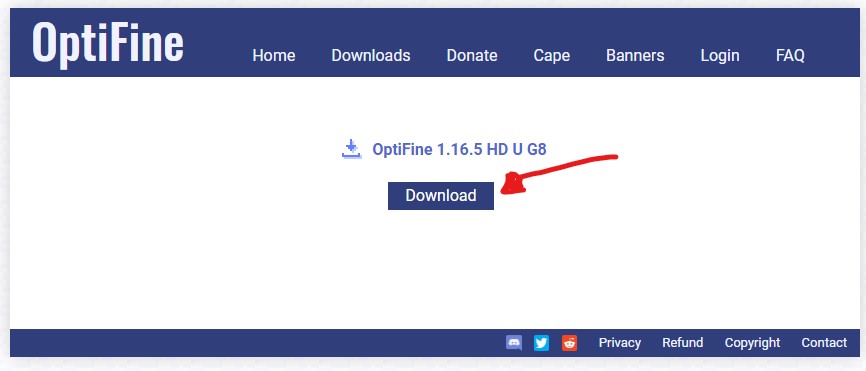 OptiFine
Home Downloads Donate Cape Banners Login FAQ
OptiFine 1.16.5 HD U G8
Download
Privacy Refund Copyright Contact